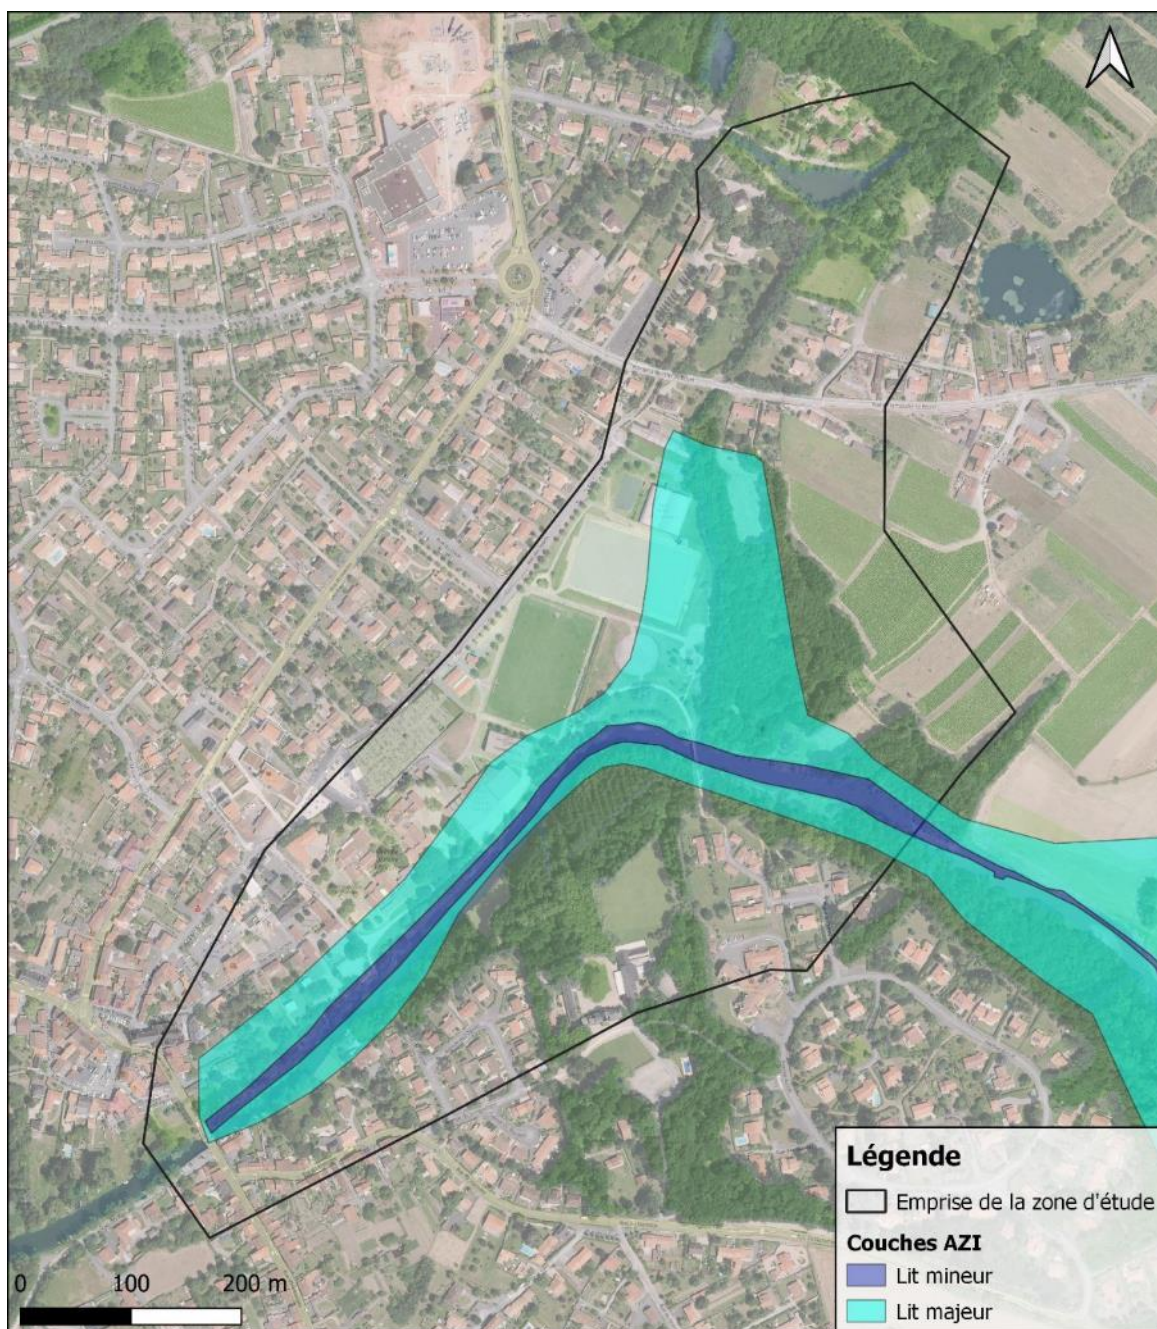 Légende
Emprise de la zone d'étude
Couches AZI
Lit mineur
Lit majeur
0 100 200 m